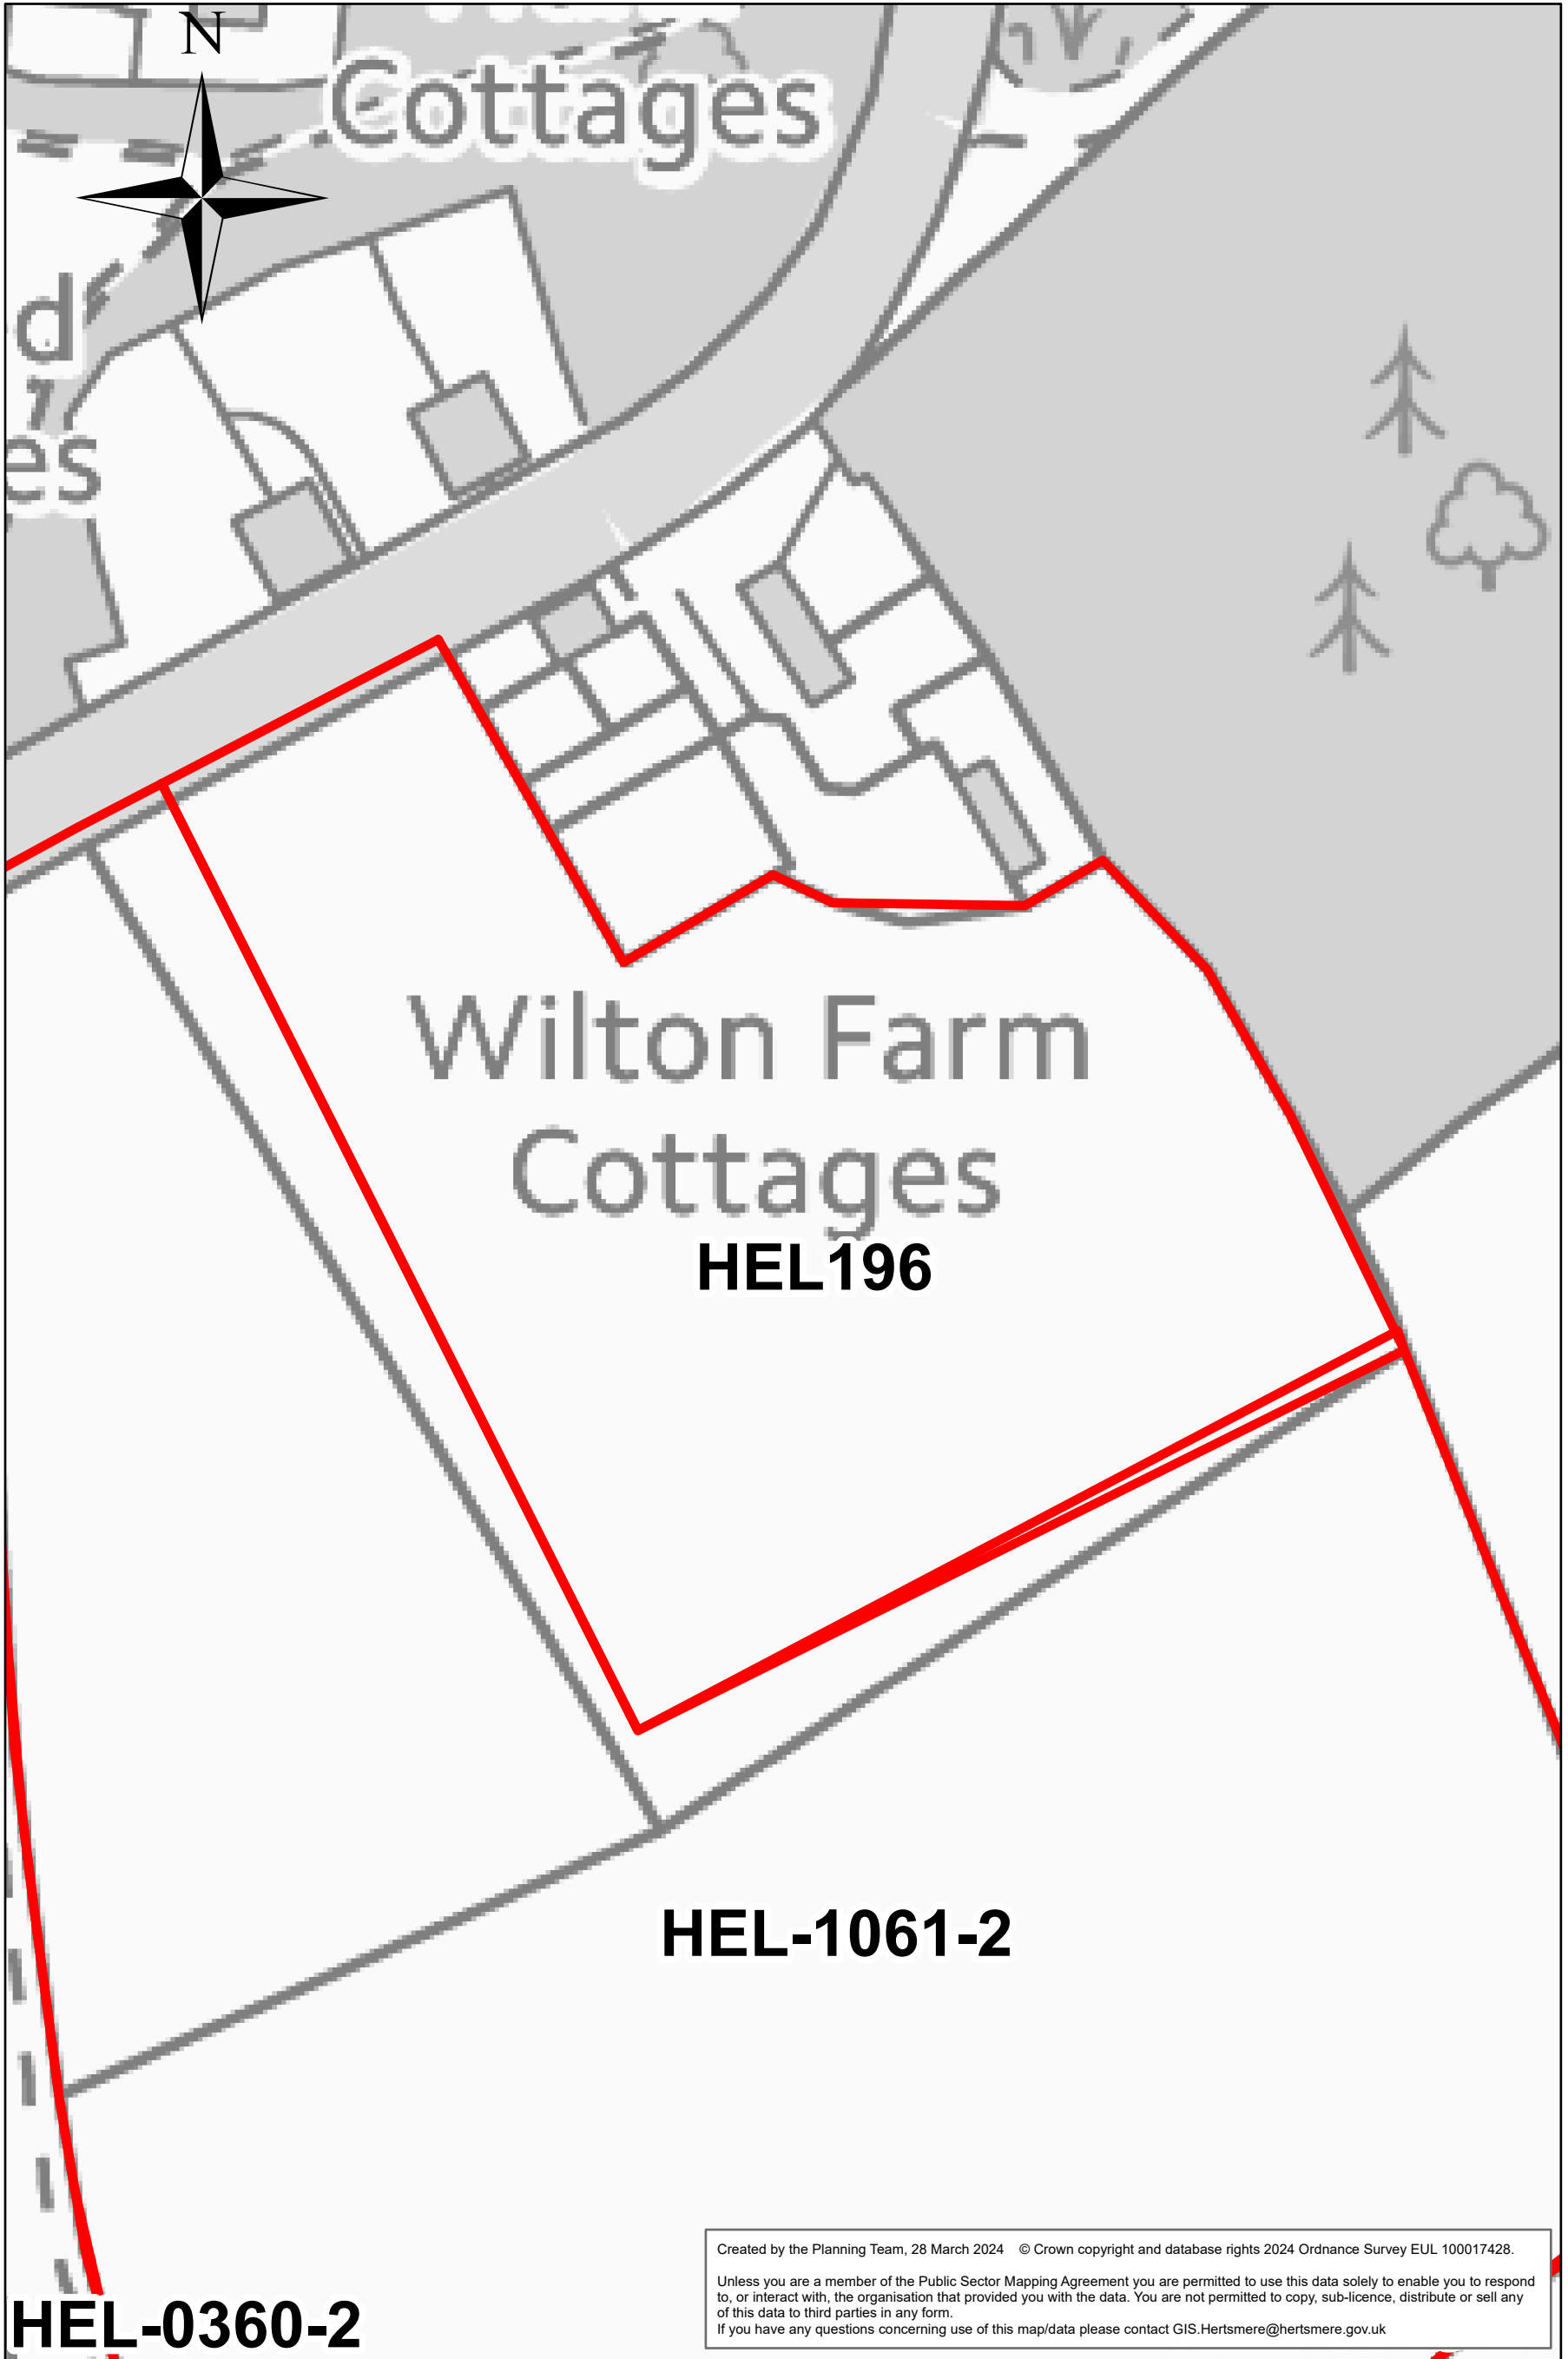 N
Cottages
d
es
Wilton Farm
Cottages
HEL196
HEL-1061-2
Created by the Planning Team, 28 March 2024 © Crown copyright and database rights 2024 Ordnance Survey EUL 100017428.
Unless you are a member of the Public Sector Mapping Agreement you are permitted to use this data solely to enable you to respond
to, or interact with, the organisation that provided you with the data. You are not permitted to copy, sub-licence, distribute or sell any
of this data to third parties in any form.
If you have any questions concerning use of this map/data please contact GIS.Hertsmere@hertsmere.gov.uk
HEL-0360-2